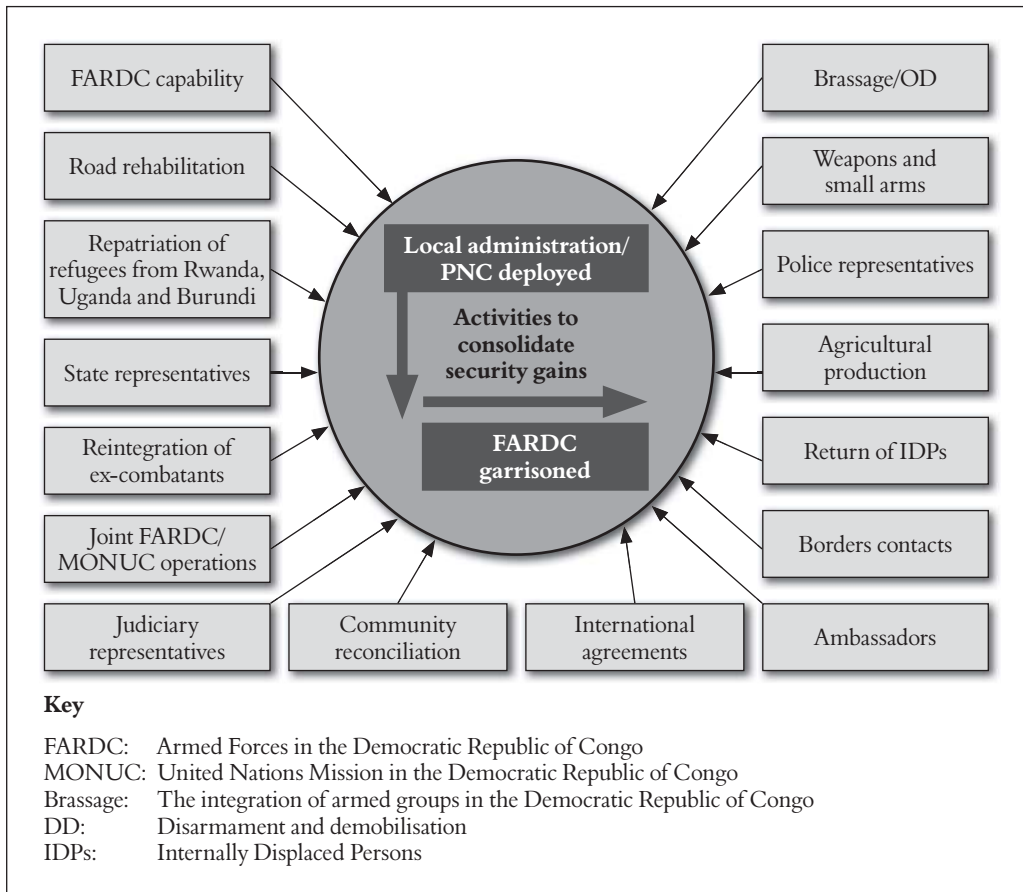 FARDC capability
Road rehabilitation
Repatriation of
refugees from Rwanda,
Uganda and Burundi
State representatives
Reintegration of
ex-combatants
Joint FARDC/
MONUC operations
Judiciary
representatives
Community
reconciliation
International
agreements
Ambassadors
Borders contacts
Return of IDPs
Agricultural
production
Police representatives
Weapons and
small arms
Brassage/OD
Local administration/
PNC deployed
Activities to
consolidate
security gains
FARDC
garrisoned
Key
FARDC: Armed Forces in the Democratic Republic of Congo
MONUC: United Nations Mission in the Democratic Republic of Congo
Brassage: The integration of armed groups in the Democratic Republic of Congo
DD: Disarmament and demobilisation
IDPs: Internally Displaced Persons